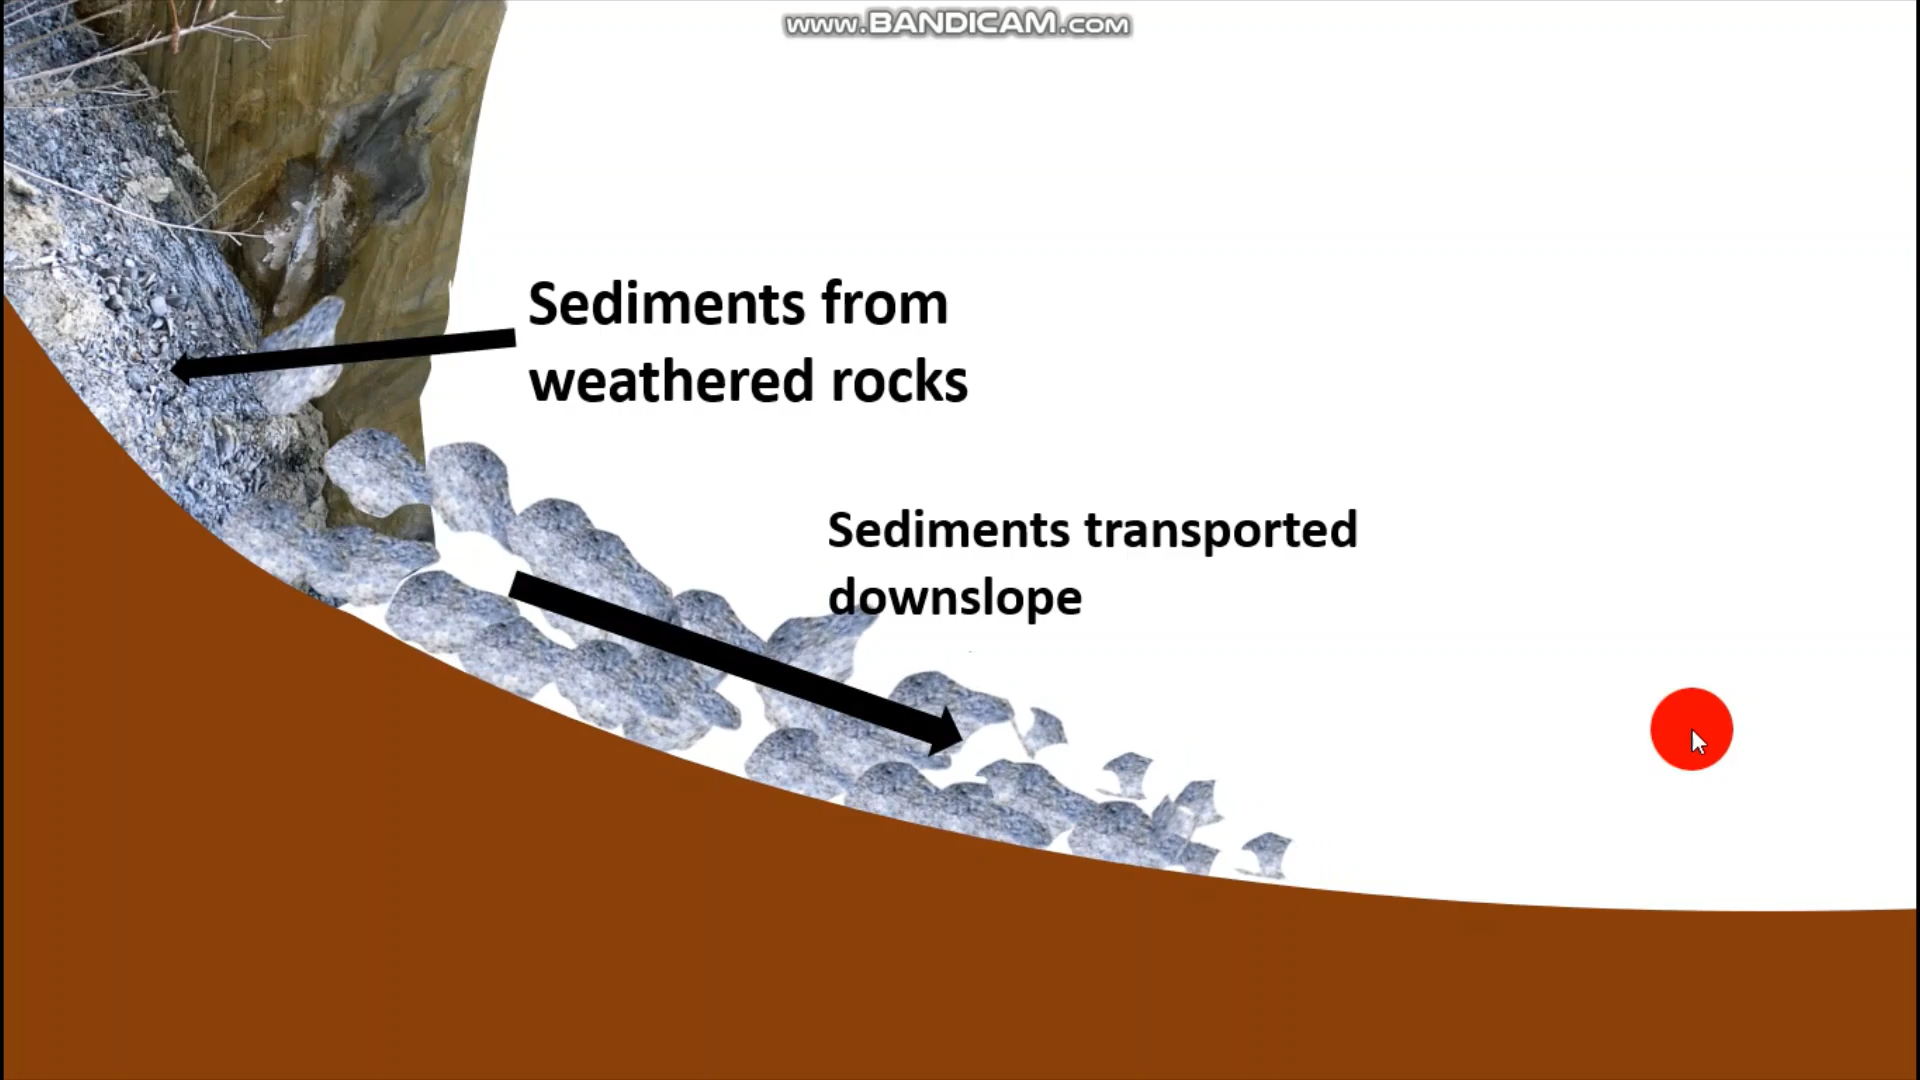 www.BANDICAM.com
Sediments from
weathered rocks
Sediments transported
downslope